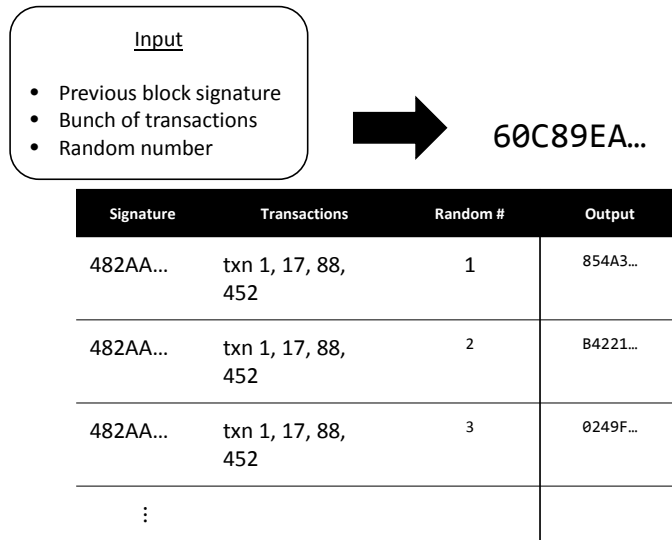 Input
• Previous block signature
• Bunch of transactions
• Random number
60C89EA…
Signature Transactions Random # Output
482AA… txn 1, 17, 88, 1 854A3…
452
482AA… txn 1, 17, 88, 2 B4221…
452
482AA… txn 1, 17, 88, 3 0249F…
452
⋮